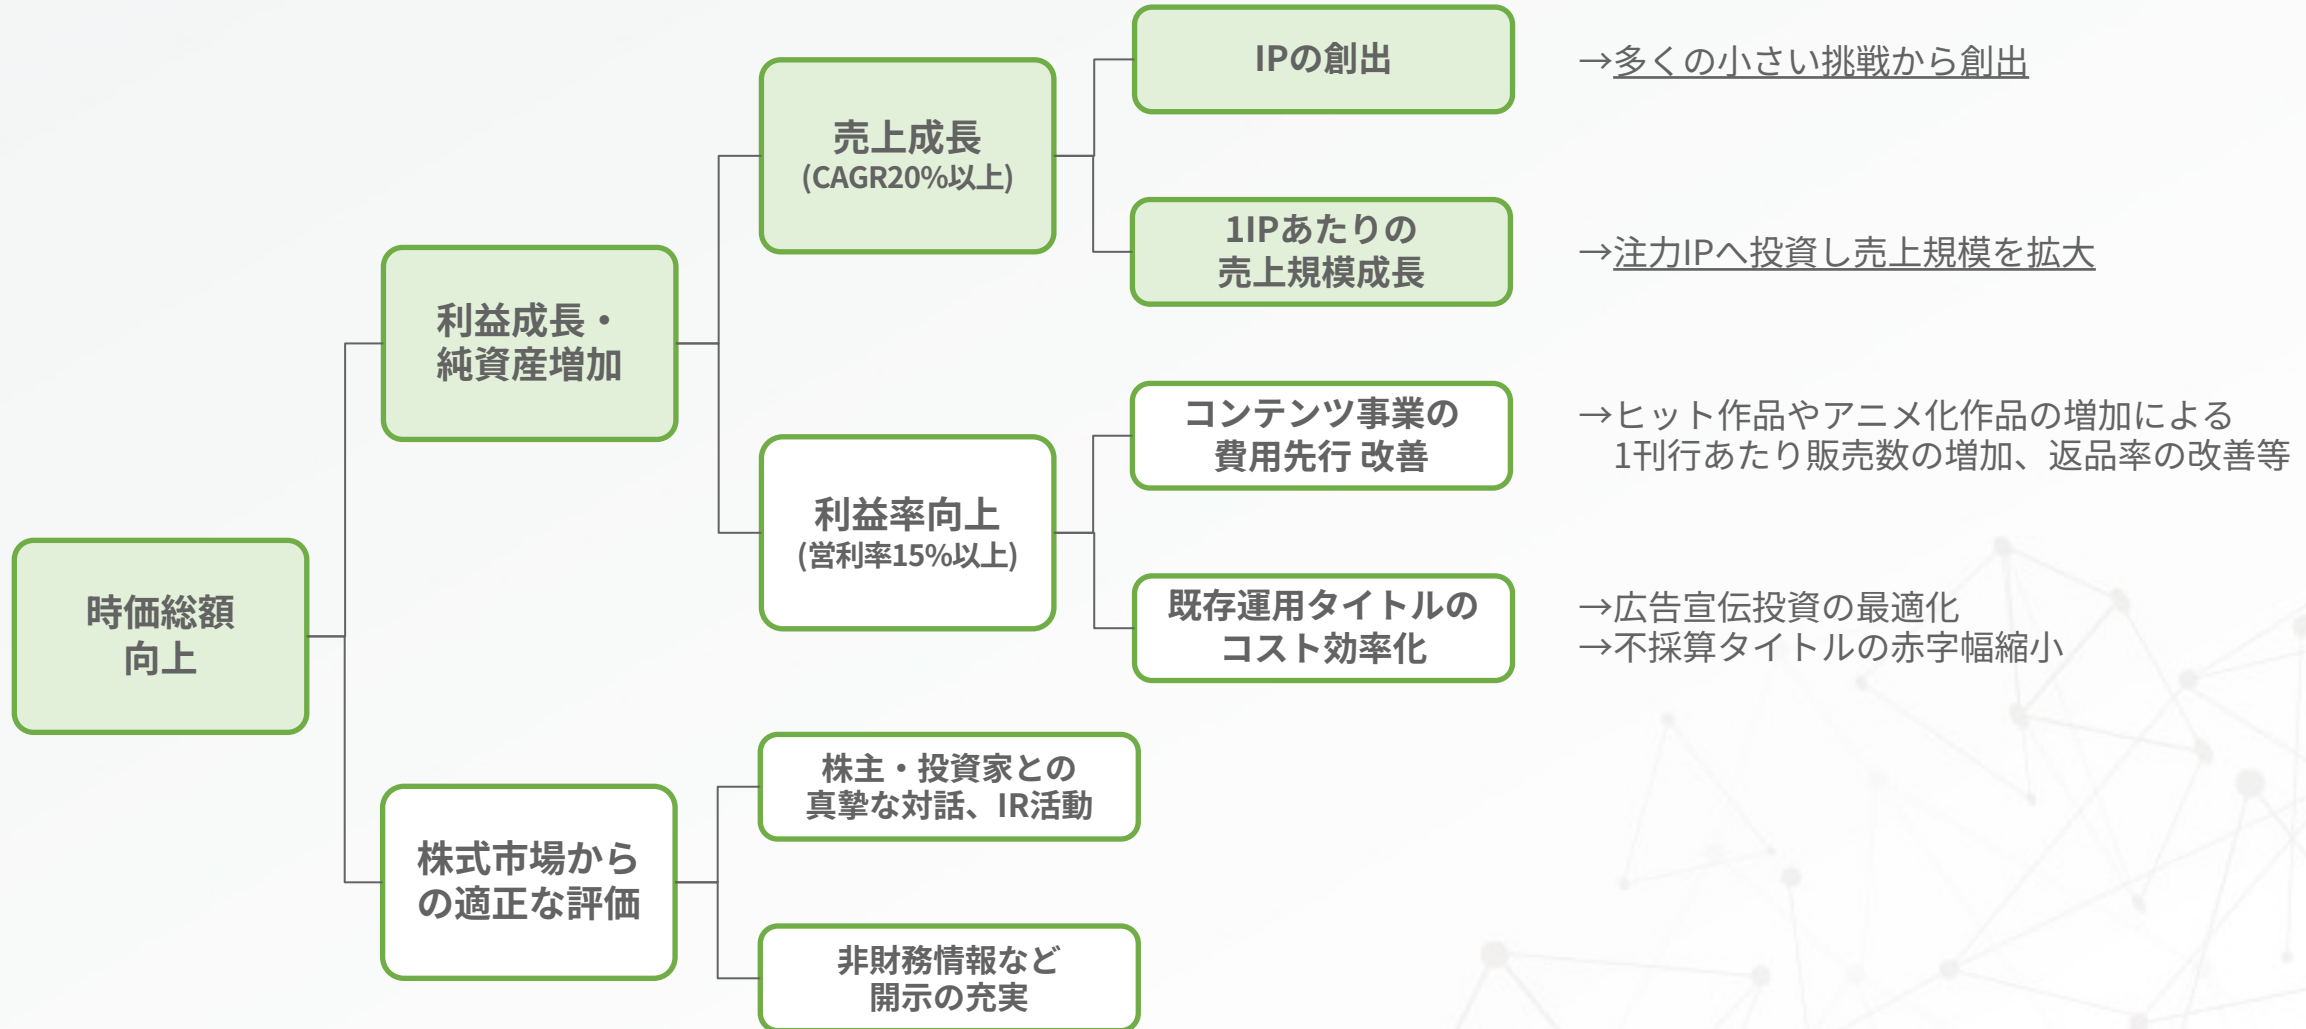 IPの創出
→多くの小さい挑戦から創出
売上成長
(CAGR20%以上)
1IPあたりの
売上規模成長
→注力IPへ投資し売上規模を拡大
利益成長・
純資産増加
コンテンツ事業の
費用先行 改善
→ヒット作品やアニメ化作品の増加による
1刊行あたり販売数の増加、返品率の改善等
利益率向上
(営利率15%以上)
既存運用タイトルの
コスト効率化
→広告宣伝投資の最適化
→不採算タイトルの赤字幅縮小
時価総額
向上
株主・投資家との
真摯な対話、IR活動
株式市場から
の適正な評価
非財務情報など
開示の充実